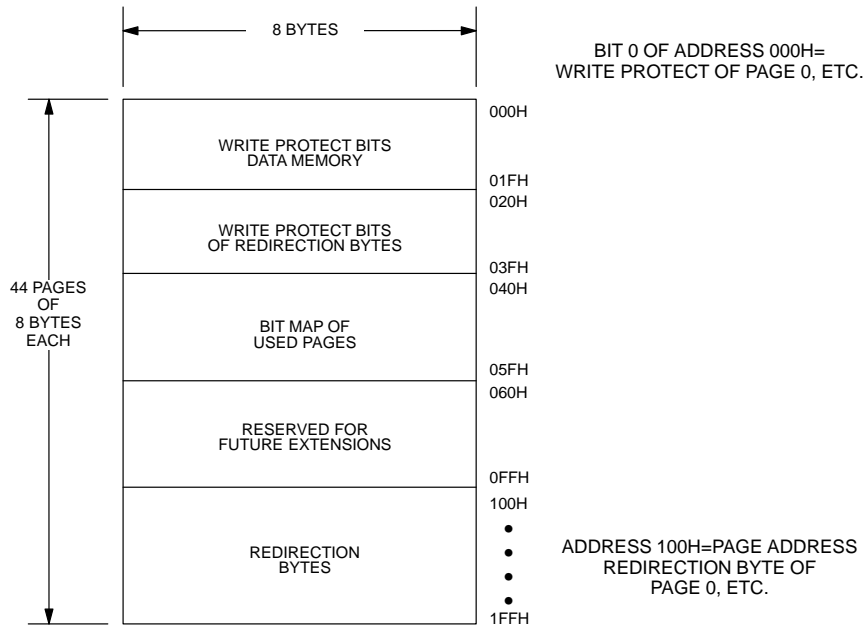 8 BYTES
BIT 0 OF ADDRESS 000H=
WRITE PROTECT OF PAGE 0, ETC.
000H
WRITE PROTECT BITS
DATA MEMORY
01FH
020H
WRITE PROTECT BITS
OF REDIRECTION BYTES
03FH
040H
44 PAGES
OF
8 BYTES
EACH
BIT MAP OF
USED PAGES
05FH
060H
RESERVED FOR
FUTURE EXTENSIONS
0FFH
100H
REDIRECTION
BYTES
ADDRESS 100H=PAGE ADDRESS
REDIRECTION BYTE OF
PAGE 0, ETC.
1FFH